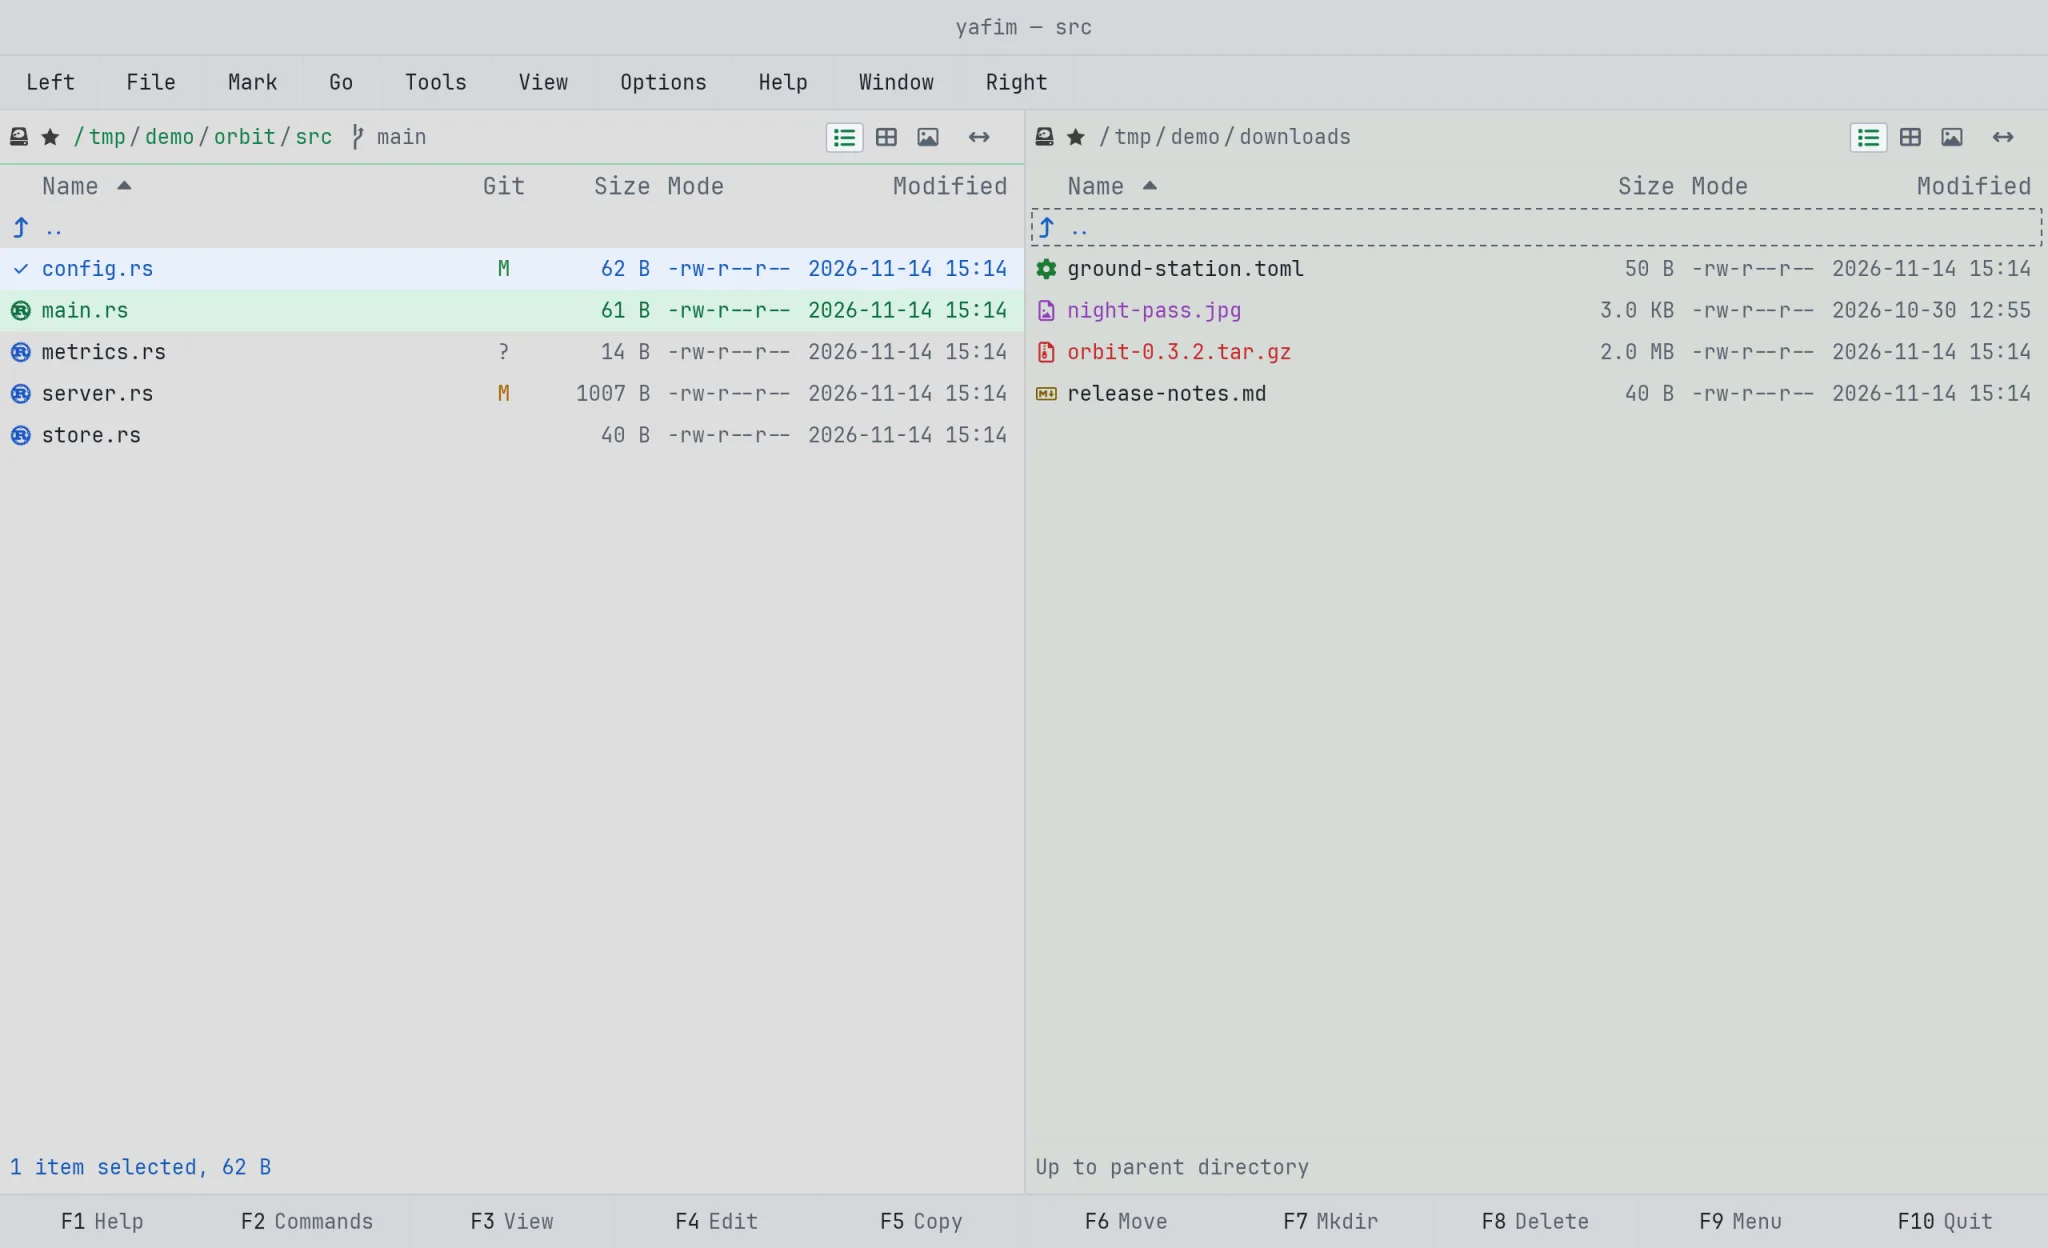 yafim — src
Left File Mark Go Tools View Options Help Window Right
/tmp/demo/orbit/src main
Name Git Size Mode Modified
..
config.rs M 62 B -rw-r--r-- 2026-11-14 15:14
main.rs 61 B -rw-r--r-- 2026-11-14 15:14
metrics.rs ? 14 B -rw-r--r-- 2026-11-14 15:14
server.rs M 1007 B -rw-r--r-- 2026-11-14 15:14
store.rs 40 B -rw-r--r-- 2026-11-14 15:14
1 item selected, 62 B
/tmp/demo/downloads
Name Size Mode Modified
..
ground-station.toml 50 B -rw-r--r-- 2026-11-14 15:14
night-pass.jpg 3.0 KB -rw-r--r-- 2026-10-30 12:55
orbit-0.3.2.tar.gz 2.0 MB -rw-r--r-- 2026-11-14 15:14
release-notes.md 40 B -rw-r--r-- 2026-11-14 15:14
Up to parent directory
F1 Help F2 Commands F3 View F4 Edit F5 Copy F6 Move F7 Mkdir F8 Delete F9 Menu F10 Quit